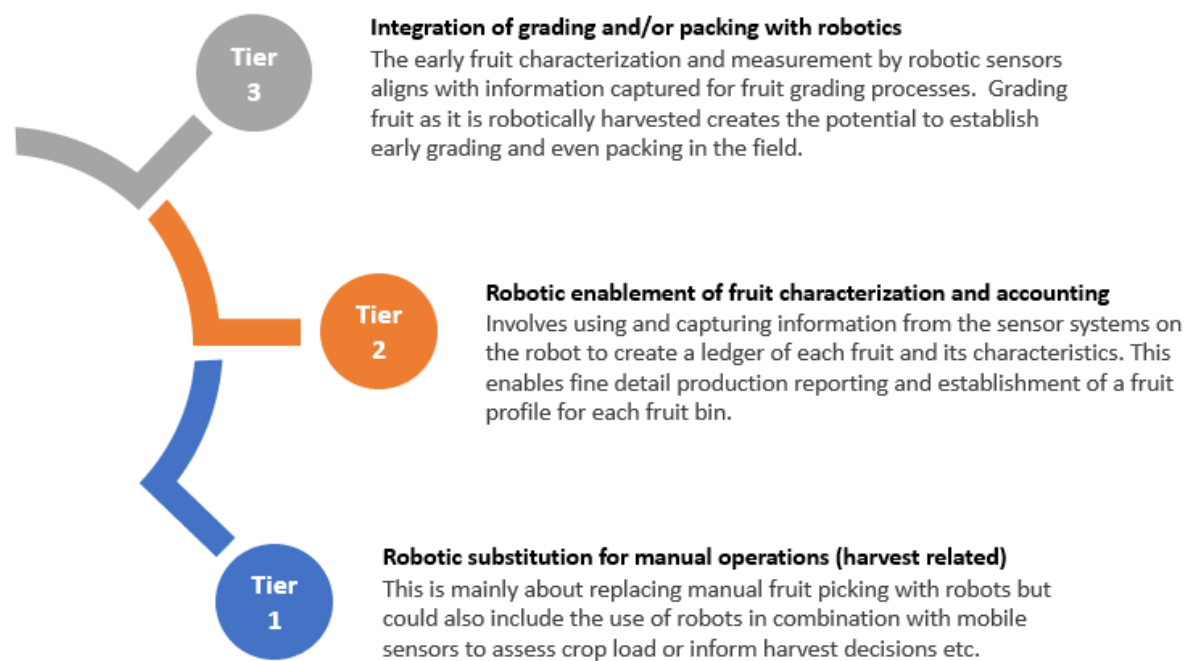 Tier
3
Integration of grading and/or packing with robotics
The early fruit characterization and measurement by robotic sensors
aligns with information captured for fruit grading processes.  Grading
fruit as it is robotically harvested creates the potential to establish
early grading and even packing in the field.
Tier
2
Robotic enablement of fruit characterization and accounting
Involves using and capturing information from the sensor systems on
the robot to create a ledger of each fruit and its characteristics. This
enables fine detail production reporting and establishment of a fruit
profile for each fruit bin.
Tier
1
Robotic substitution for manual operations (harvest related)
This is mainly about replacing manual fruit picking with robots but
could also include the use of robots in combination with mobile
sensors to assess crop load or inform harvest decisions etc.